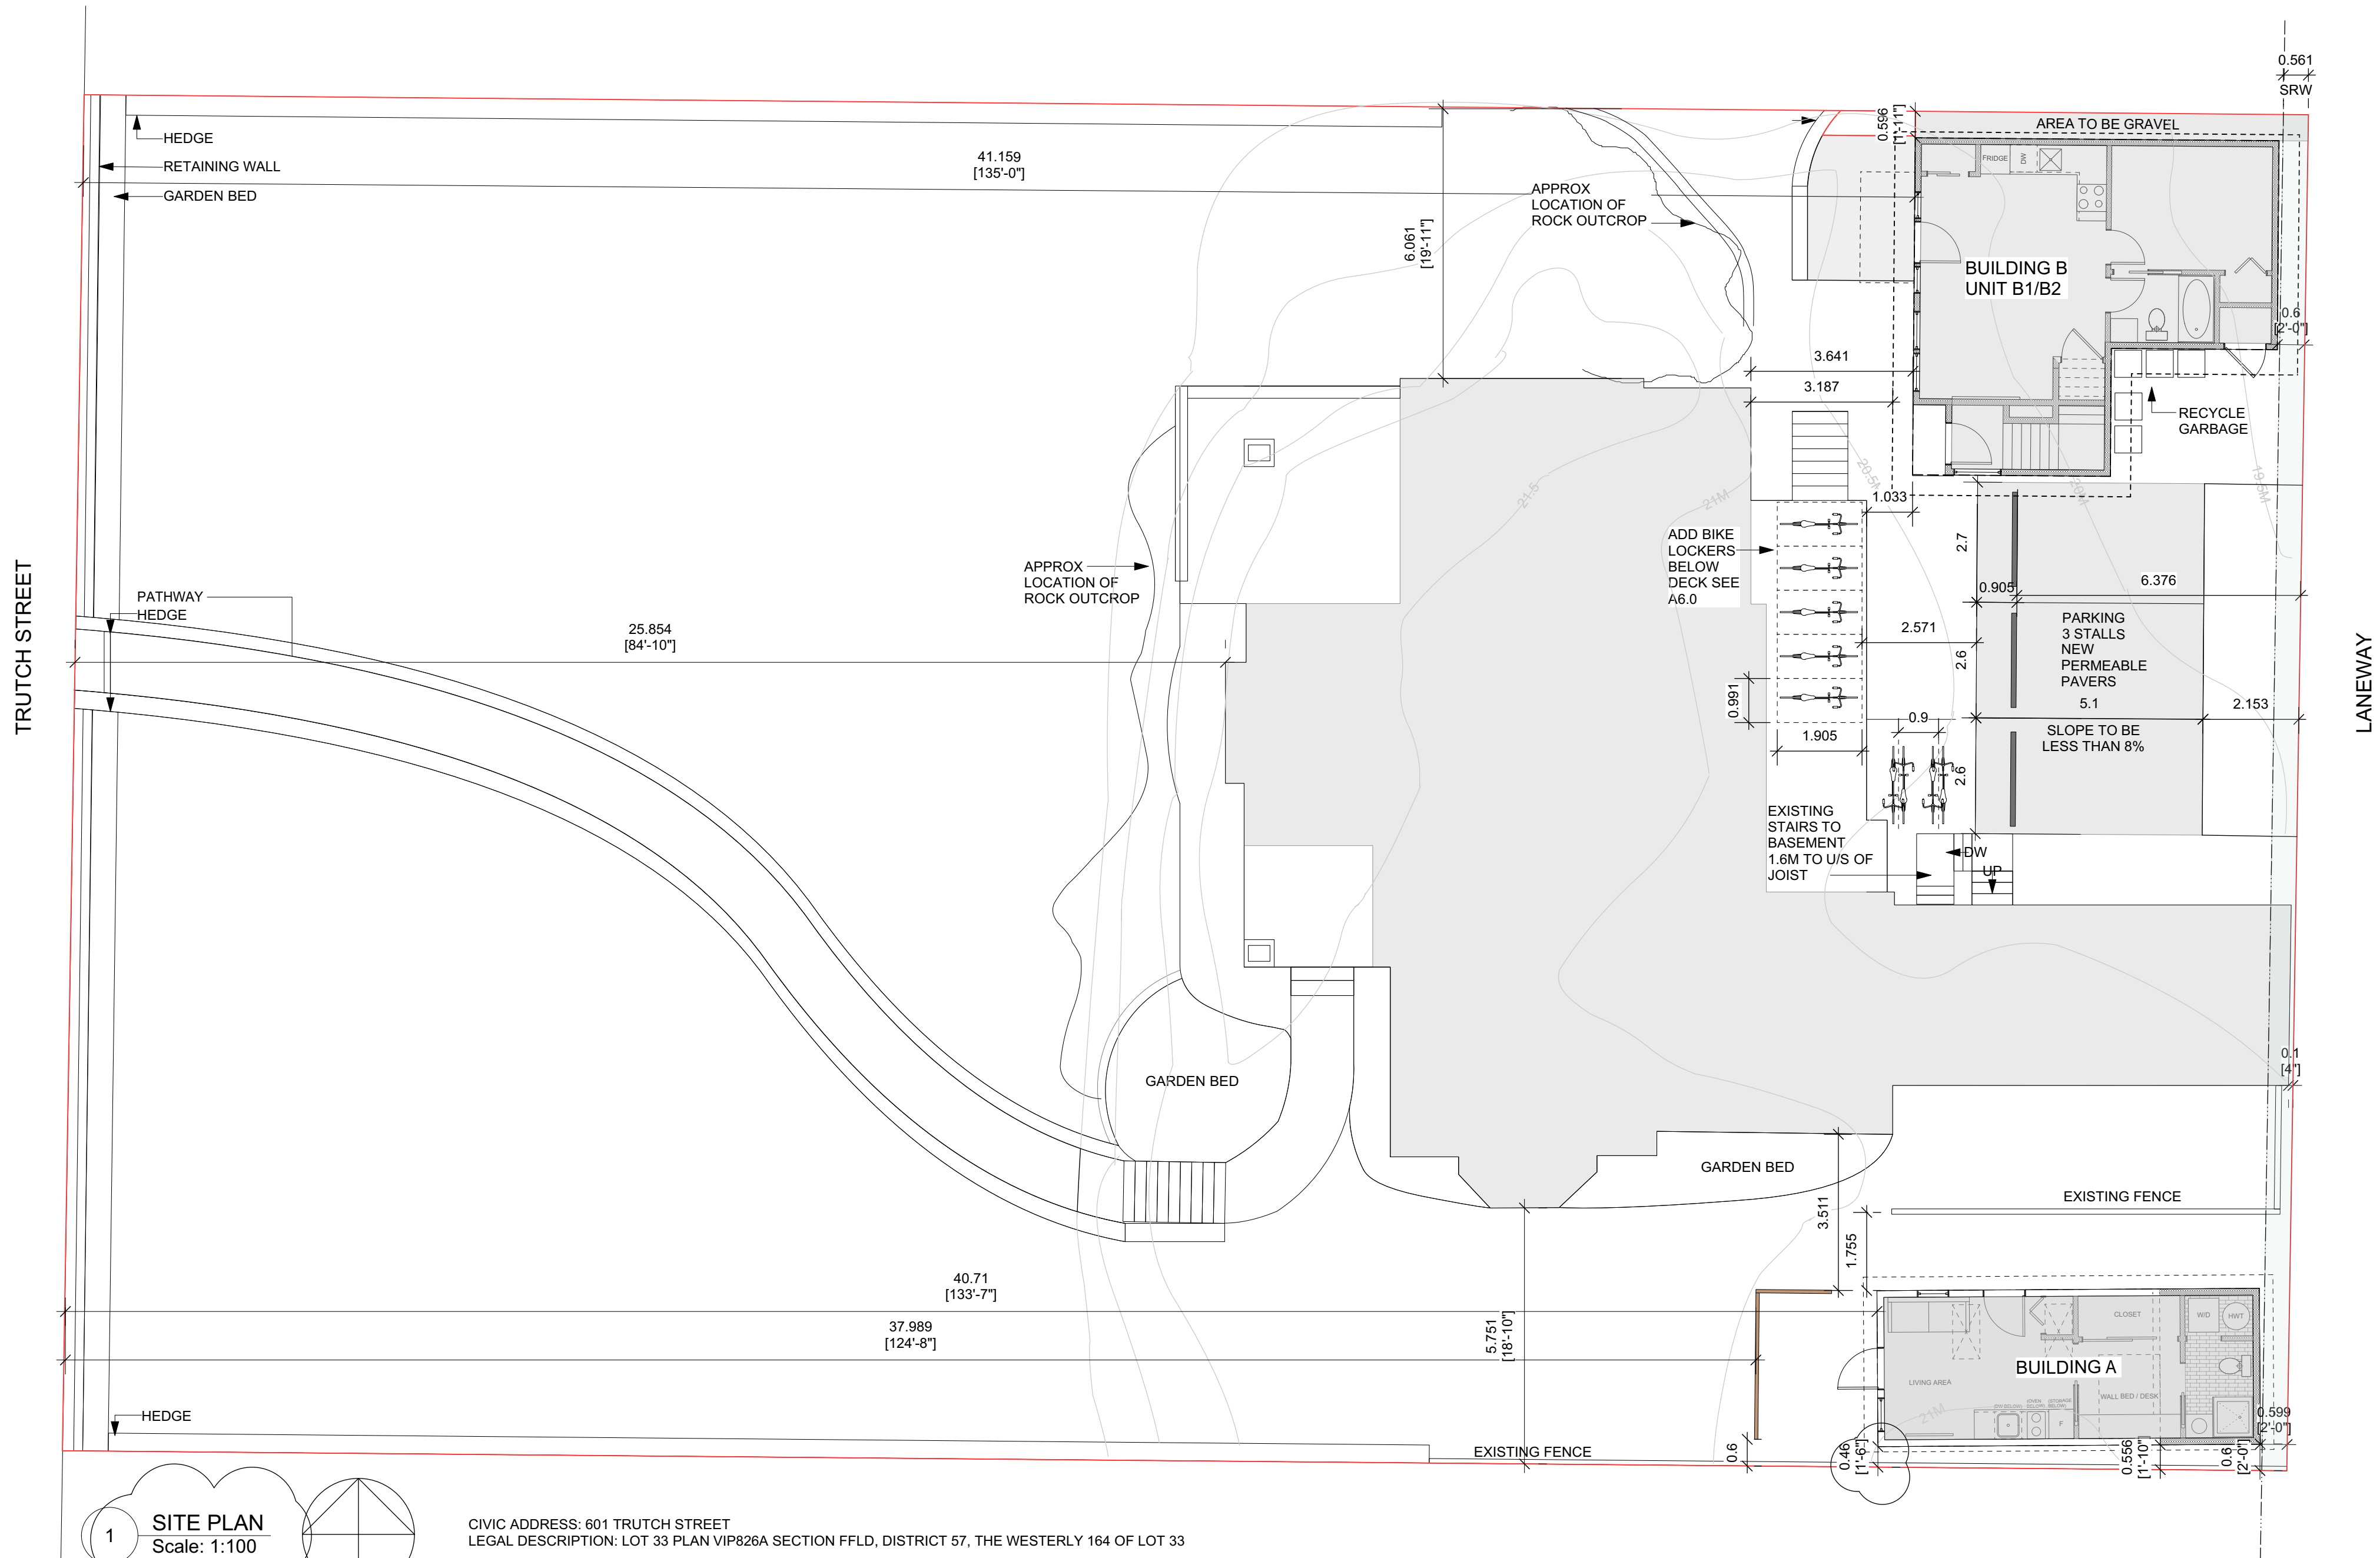 0.561
SRW
HEDGE
RETAINING WALL
GARDEN BED
41.159
[135'-0"]
6.061
[19'-11"]
APPROX
LOCATION OF
ROCK OUTCROP
0.596
[1'-11"]
AREA TO BE GRAVEL
FRIDGE
DW
BUILDING B
UNIT B1/B2
0.6
[2'-0"]
3.641
3.187
RECYCLE
GARBAGE
21.5
21M
20.5M
20M
19.5M
1.033
ADD BIKE
LOCKERS
BELOW
DECK SEE
A6.0
2.7
0.905
6.376
TRUTCH STREET
PATHWAY
HEDGE
25.854
[84'-10"]
APPROX
LOCATION OF
ROCK OUTCROP
2.571
2.6
PARKING
3 STALLS
NEW
PERMEABLE
PAVERS
5.1
2.153
LANEWAY
0.991
1.905
0.9
SLOPE TO BE
LESS THAN 8%
2.6
EXISTING
STAIRS TO
BASEMENT
1.6M TO U/S OF
JOIST
DW
UP
0.1
[4"]
GARDEN BED
GARDEN BED
3.511
1.755
EXISTING FENCE
40.71
[133'-7"]
37.989
[124'-8"]
5.751
[18'-10"]
CLOSET
W/D
HWT
BUILDING A
LIVING AREA
WALL BED / DESK
F
21M
HEDGE
EXISTING FENCE
0.6
0.46
[1'-6"]
0.556
[1'-10"]
0.6
[2'-0"]
0.599
[2'-0"]
1
SITE PLAN
Scale: 1:100
CIVIC ADDRESS: 601 TRUTCH STREET
LEGAL DESCRIPTION: LOT 33 PLAN VIP826A SECTION FFLD, DISTRICT 57, THE WESTERLY 164 OF LOT 33